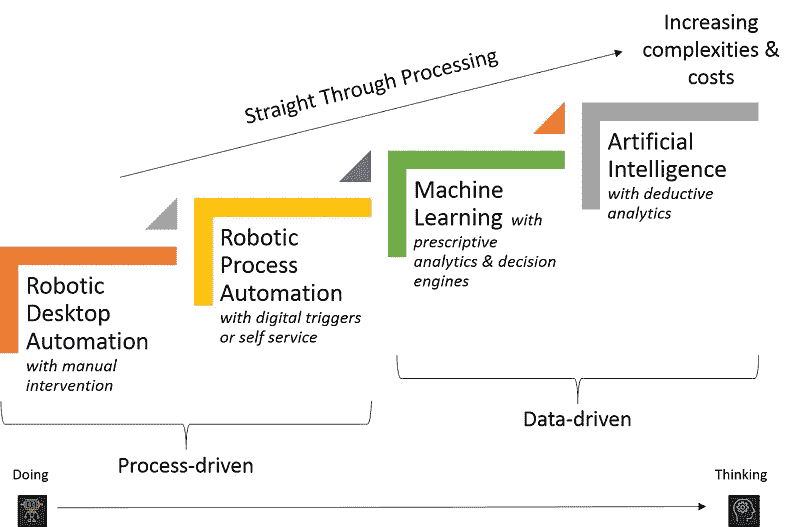 Increasing
complexities &
costs
Straight Through Processing
Robotic
Desktop
Automation
with manual
intervention
Robotic
Process
Automation
with digital triggers
or self service
Machine
Learning with
prescriptive
analytics & decision
engines
Artificial
Intelligence
with deductive
analytics
Process-driven
Data-driven
Doing
Thinking